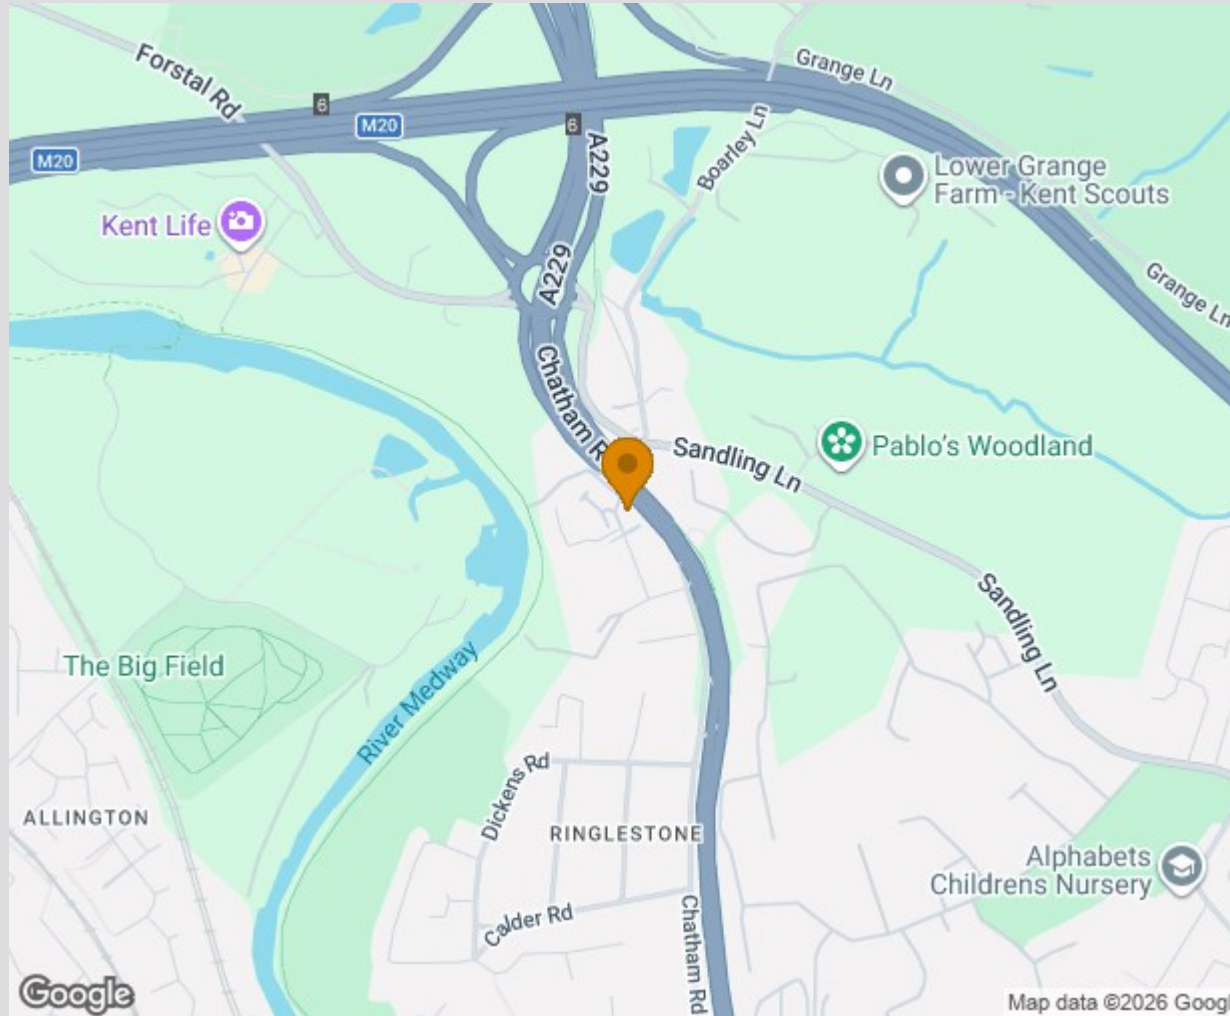 Forstal Rd
6
M20
6
M20
A229
Grange Ln
Boarley Ln
Lower Grange
Farm - Kent Scouts
Kent Life
A229
Grange Ln
Chatham R
Sandling Ln
Pablo's Woodland
Sandling Ln
The Big Field
River Medway
Dickens Rd
ALLINGTON
RINGLESTONE
Alphabets
Childrens Nursery
Calder Rd
Chatham Rd
Google
Map data ©2026 Googl